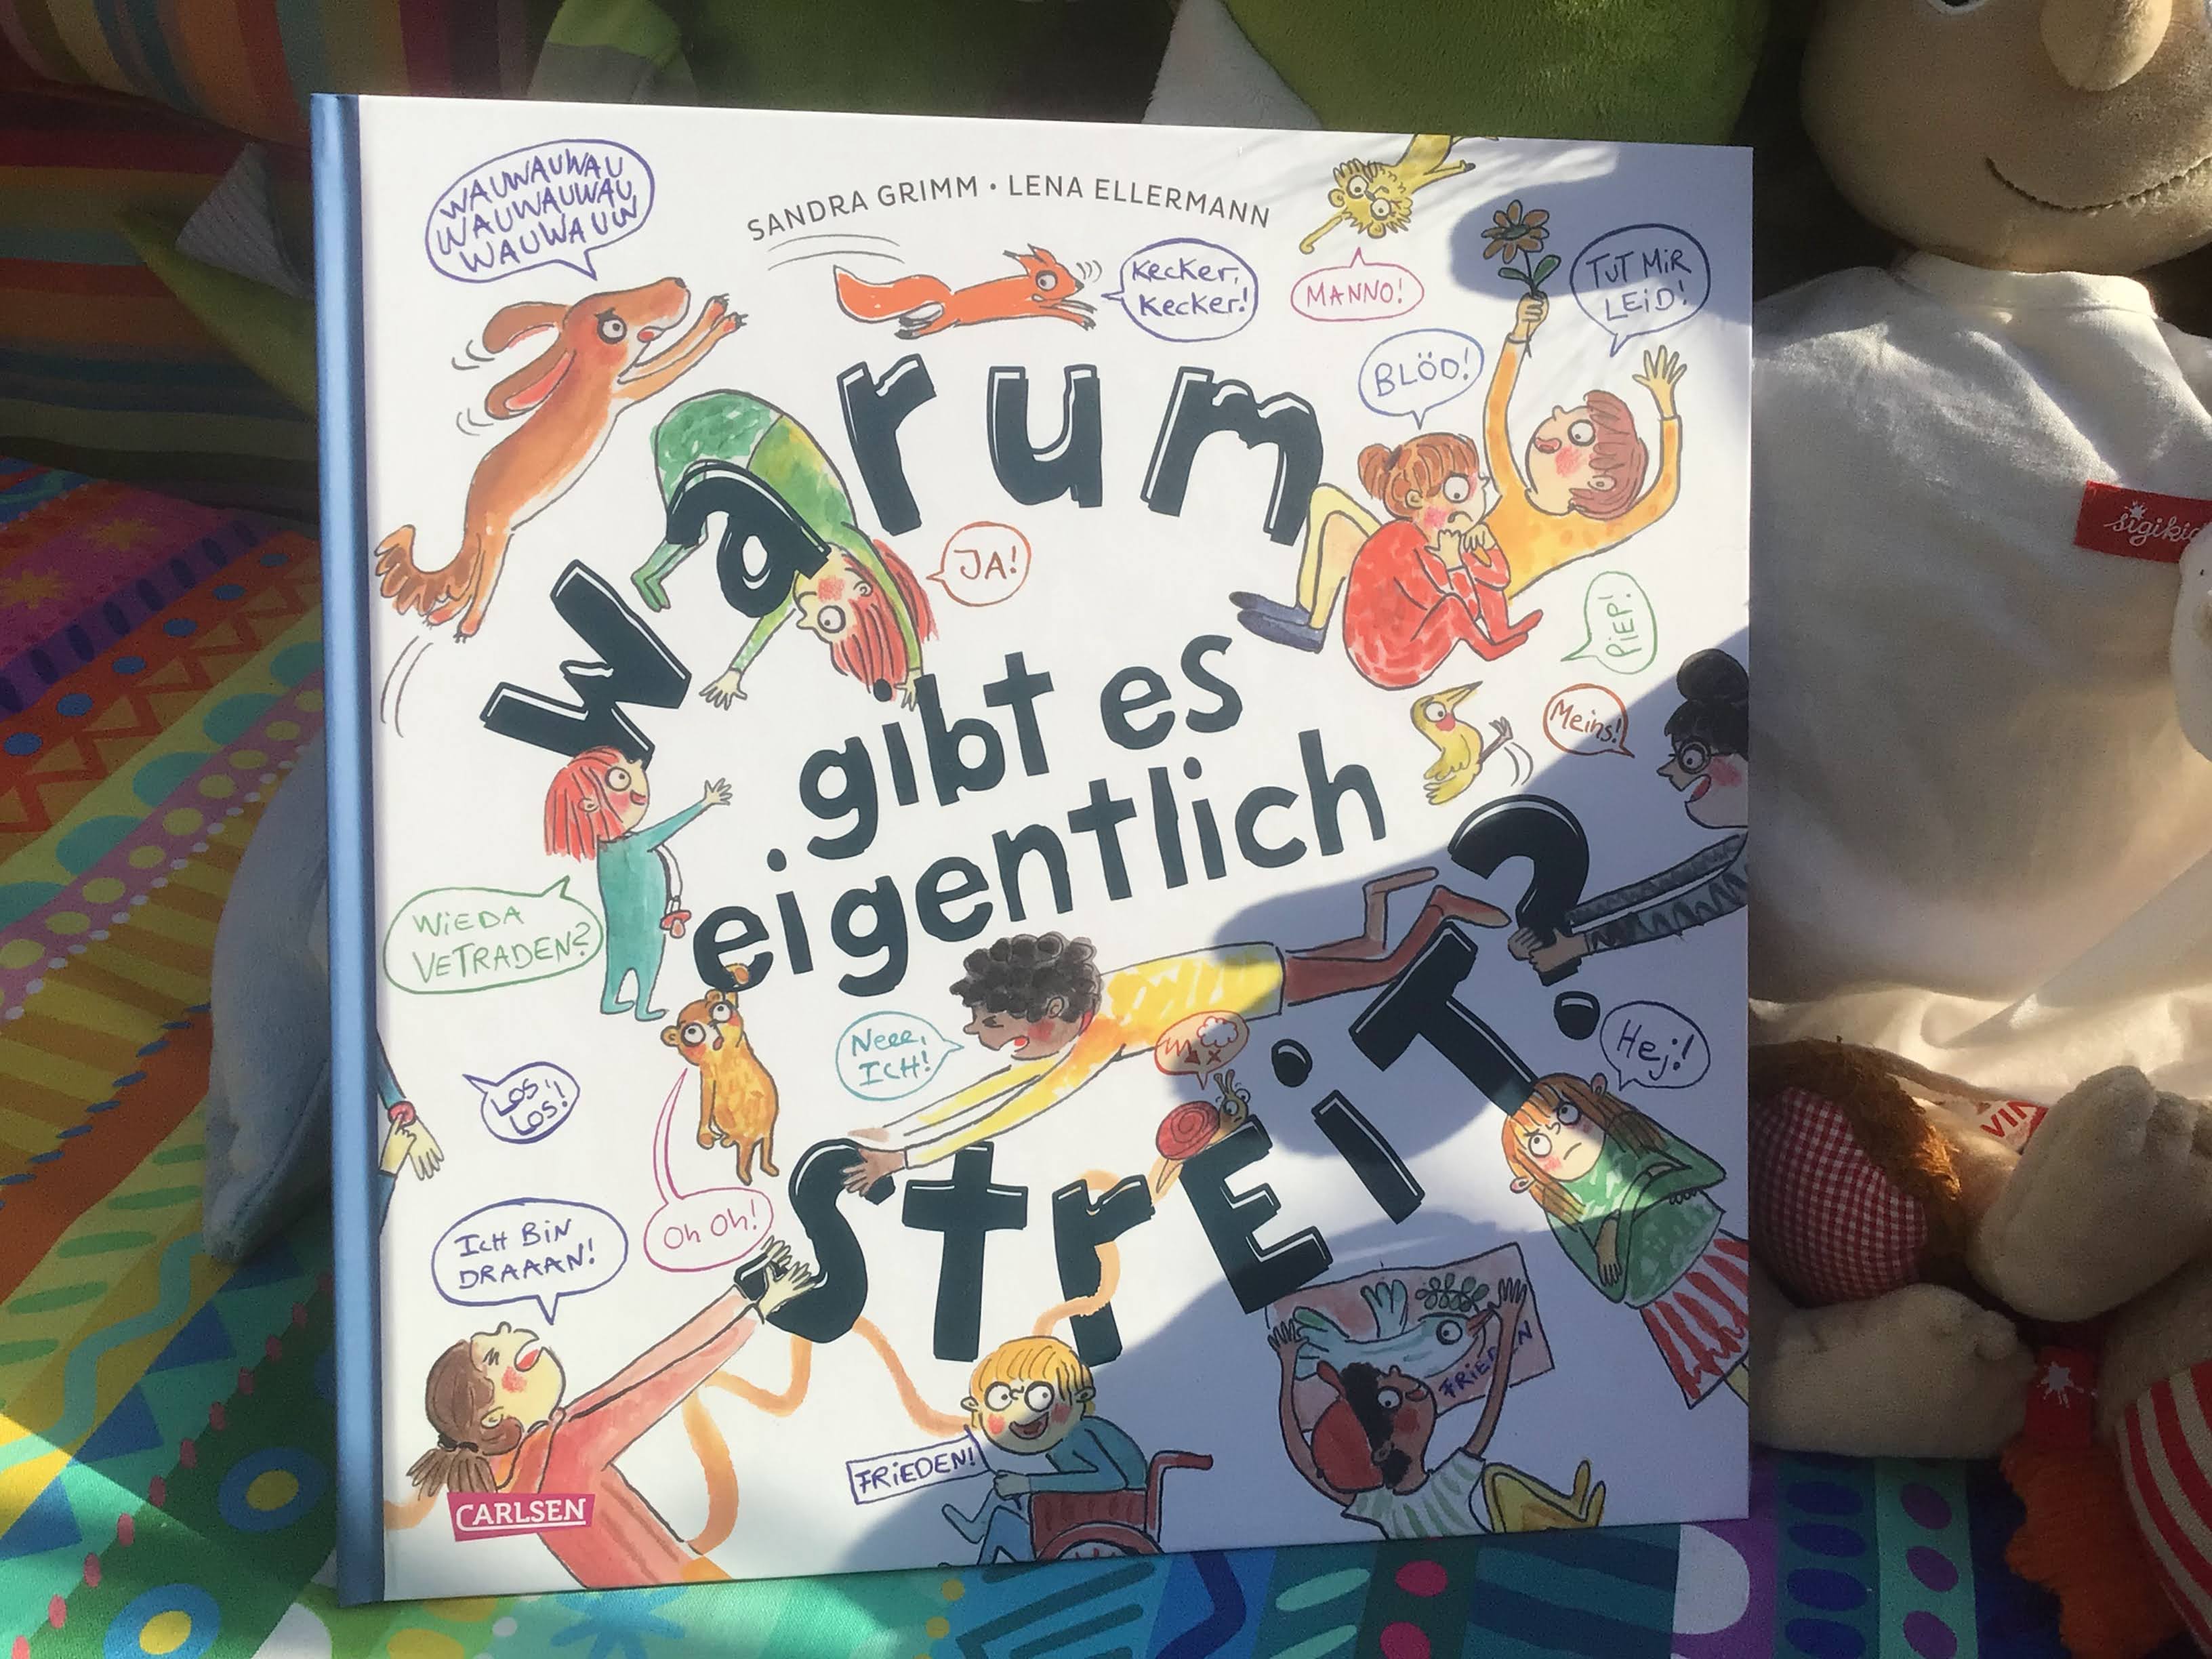 SANDRA GRIMM • LENA ELLERMANN
WAUWAUWAU
WAUWAUWAU
WAUWAUW
Kecker,
Kecker!
MANNO!
TUT MIR
LEID!
BLÖD!
Warum
JA!
PIEP!
gibt es
Meins!
eigentlich
WIEDA
VETRADEN?
Neee,
ICH!
StrEiT?
Hej!
LOS!
LOS!
Oh Oh!
ICH BIN
DRAAAN!
FRIEDEN!
CARLSEN
sigikid